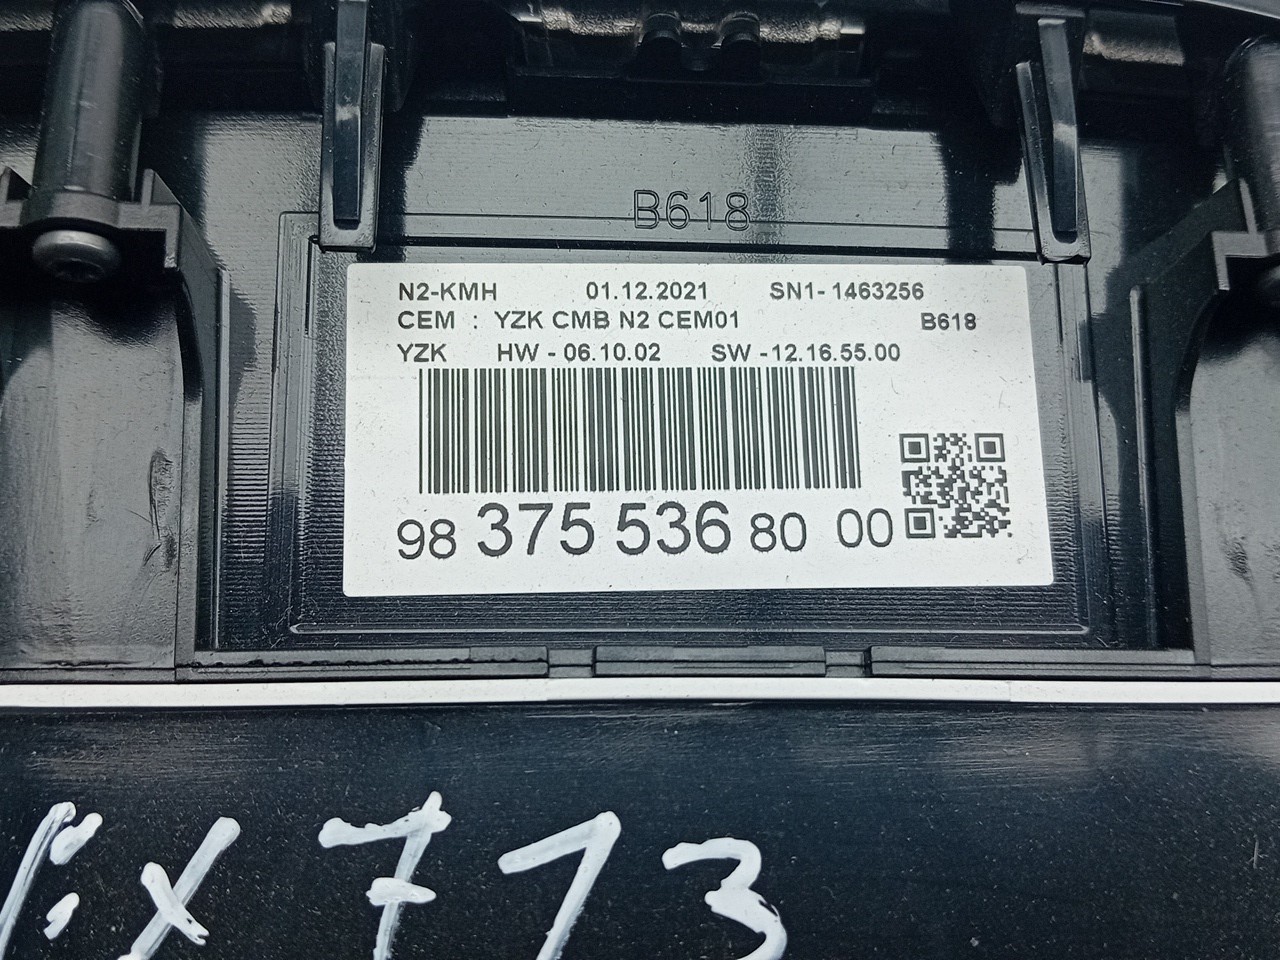 B618
N2-KMH 01.12.2021 SN1- 1463256
CEM : YZK CMB N2 CEM01 B618
YZK HW - 06.10.02 SW -12.16.55.00
98 375 536 80 00
713